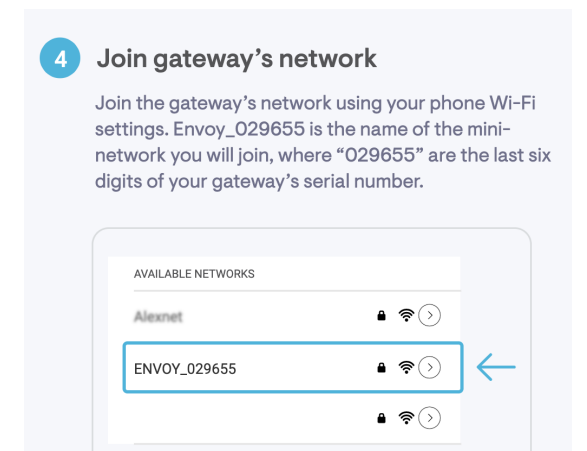 4
Join gateway’s network
Join the gateway’s network using your phone Wi-Fi
settings. Envoy_029655 is the name of the mini-
network you will join, where “029655” are the last six
digits of your gateway’s serial number.
AVAILABLE NETWORKS
Alexnet
ENVOY_029655